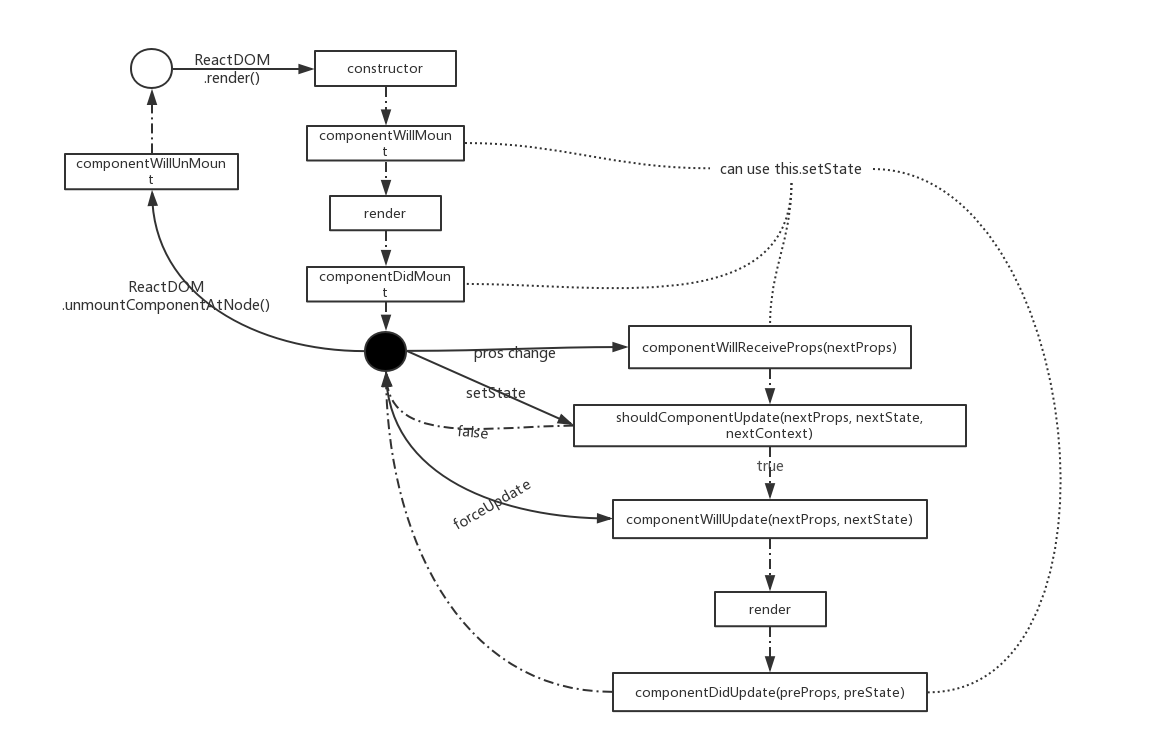 ReactDOM
.render()
constructor
componentWillMoun
t
componentWillUnMoun
t
can use this.setState
render
componentDidMoun
t
ReactDOM
.unmountComponentAtNode()
pros change
componentWillReceiveProps(nextProps)
setState
shouldComponentUpdate(nextProps, nextState,
nextContext)
false
true
forceUpdate
componentWillUpdate(nextProps, nextState)
render
componentDidUpdate(preProps, preState)